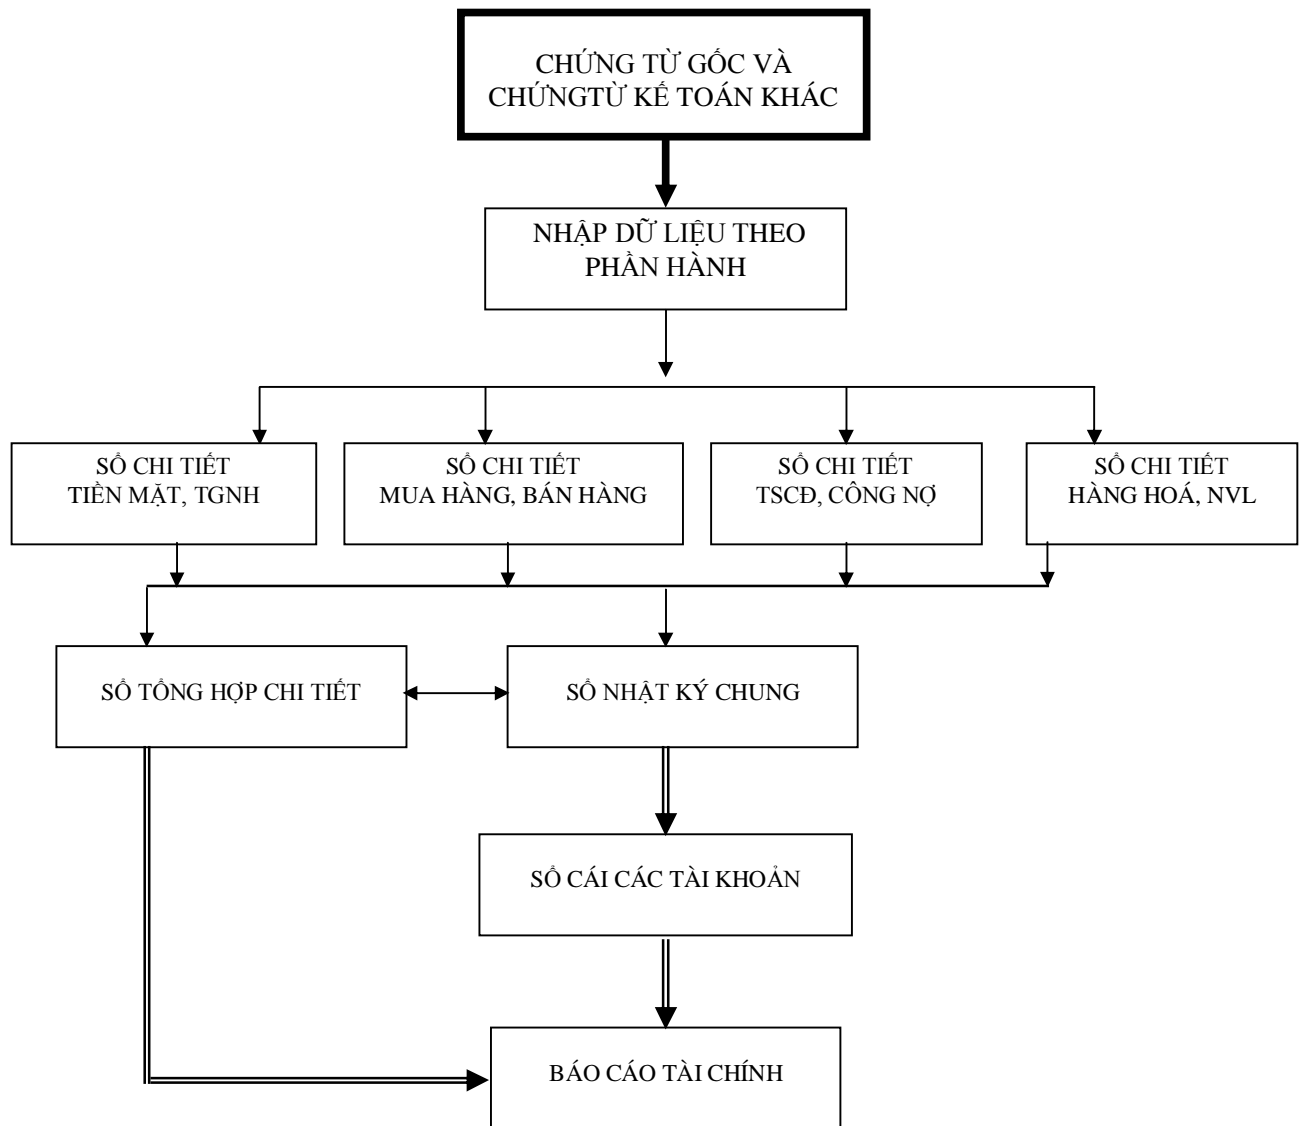 CHỨNG TỪ GỐC VÀ
CHỨNGTỪ KẾ TOÁN KHÁC
NHẬP DỮ LIỆU THEO
PHẦN HÀNH
SỔ CHI TIẾT
TIỀN MẶT, TGNH
SỔ CHI TIẾT
MUA HÀNG, BÁN HÀNG
SỔ CHI TIẾT
TSCĐ, CÔNG NỢ
SỔ CHI TIẾT
HÀNG HOÁ, NVL
SỔ TỔNG HỢP CHI TIẾT
SỔ NHẬT KÝ CHUNG
SỔ CÁI CÁC TÀI KHOẢN
BÁO CÁO TÀI CHÍNH